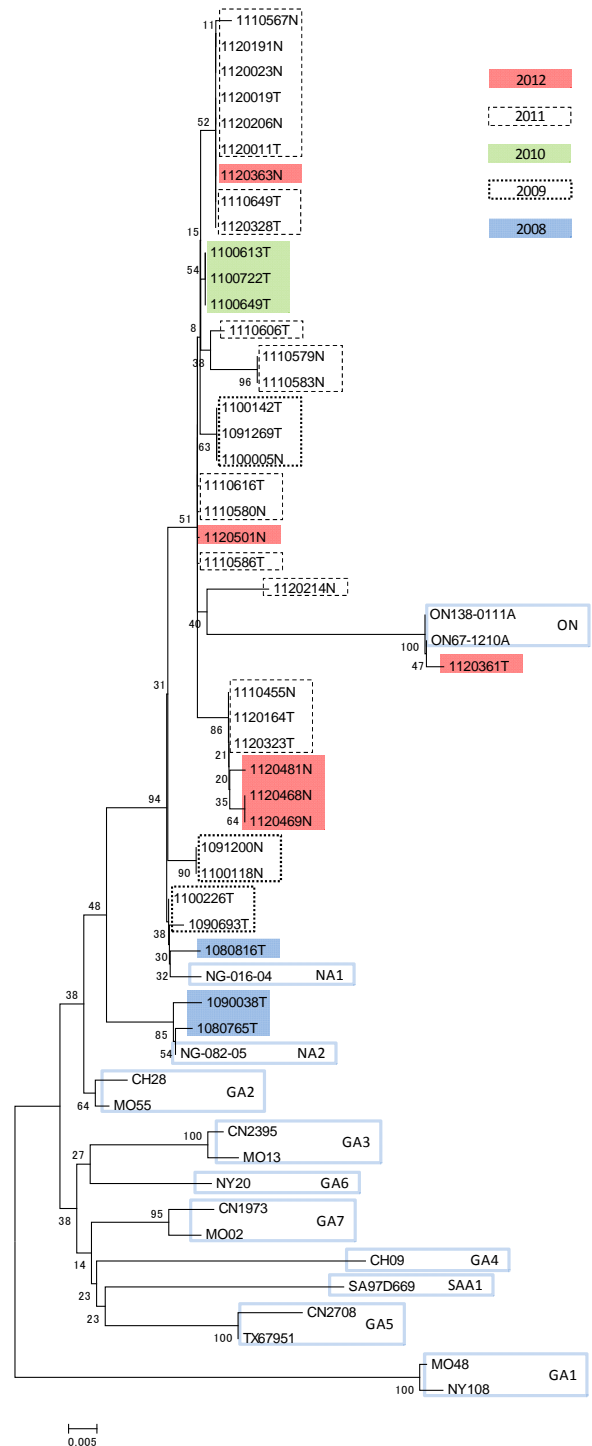 11
1110567N
1120191N
1120023N
2012
1120019T
2011
52
1120206N
1120011T
2010
1120363N
2009
1110649T
1120328T
2008
15
1100613T
54
1100722T
1100649T
8
1110606T
38
1110579N
96
1110583N
1100142T
1091269T
63
1100005N
1110616T
1110580N
51
1120501N
1110586T
1120214N
40
ON138-0111A
ON
ON67-1210A
100
47
1120361T
31
1110455N
1120164T
86
1120323T
21
1120481N
20
1120468N
35
64
1120469N
94
1091200N
90
1100118N
1100226T
48
1090693T
38
1080816T
30
NG-016-04
NA1
32
38
1090038T
1080765T
85
NG-082-05
NA2
54
CH28
GA2
64
MO55
CN2395
GA3
100
MO13
27
NY20
GA6
38
CN1973
95
GA7
MO02
14
CH09
GA4
SA97D669
SAA1
23
CN2708
23
GA5
100
TX67951
MO48
GA1
100
NY108
0.005